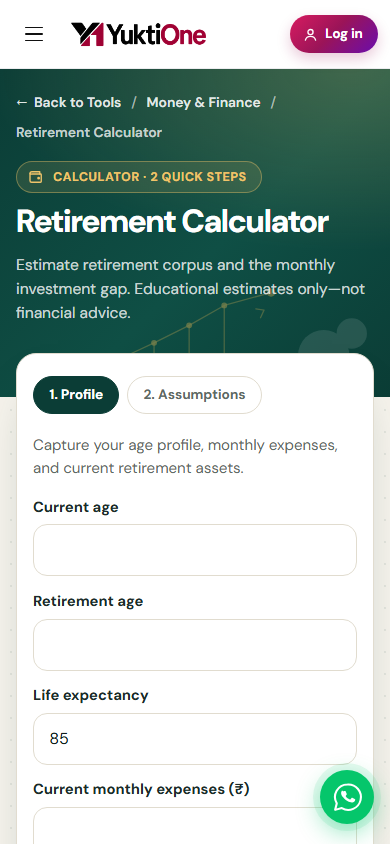 YuktiOne
Log in
← Back to Tools / Money & Finance /
Retirement Calculator
CALCULATOR · 2 QUICK STEPS
Retirement Calculator
Estimate retirement corpus and the monthly
investment gap. Educational estimates only—not
financial advice.
1. Profile
2. Assumptions
Capture your age profile, monthly expenses,
and current retirement assets.
Current age
Retirement age
Life expectancy
85
Current monthly expenses (₹)